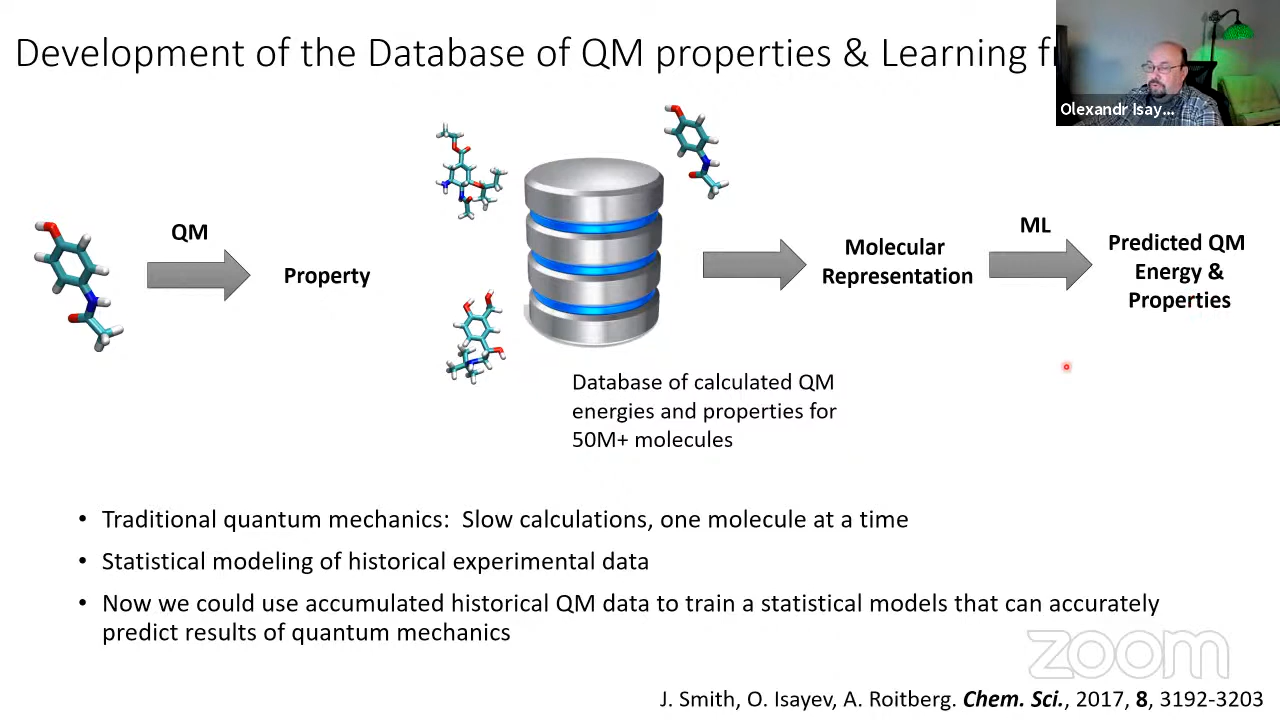 Development of the Database of QM properties & Learning
Olexandr Isay...
QM
Property
Molecular
Representation
ML
Predicted QM
Energy &
Properties
Database of calculated QM
energies and properties for
50M+ molecules
• Traditional quantum mechanics: Slow calculations, one molecule at a time
• Statistical modeling of historical experimental data
• Now we could use accumulated historical QM data to train a statistical models that can accurately
predict results of quantum mechanics
zoom
J. Smith, O. Isayev, A. Roitberg. Chem. Sci., 2017, 8, 3192-3203